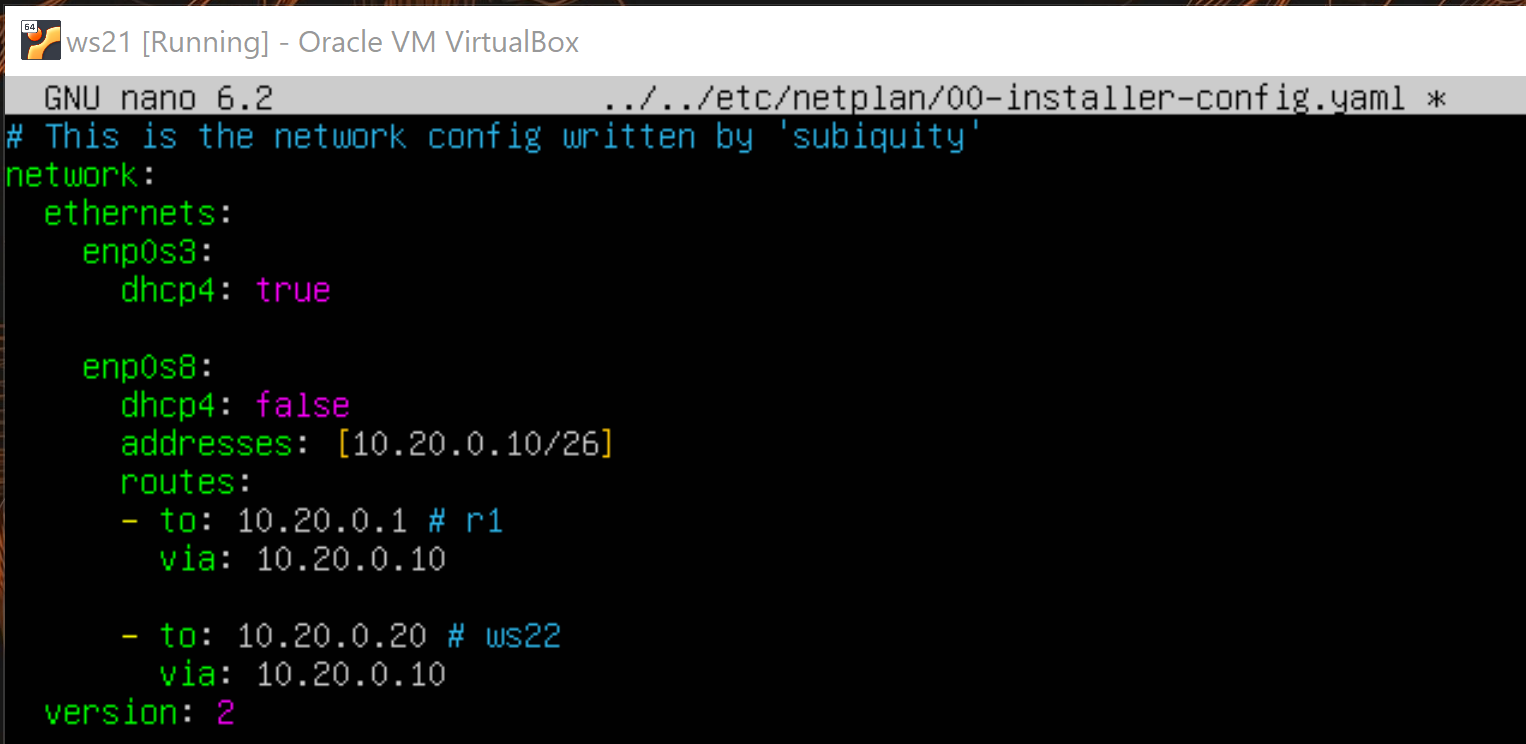 64
ws21 [Running] - Oracle VM VirtualBox
GNU nano 6.2 ../../etc/netplan/00-installer-config.yaml *
# This is the network config written by 'subiquity'
network:
  ethernets:
    enp0s3:
      dhcp4: true
    enp0s8:
      dhcp4: false
      addresses: [10.20.0.10/26]
      routes:
      - to: 10.20.0.1 # r1
        via: 10.20.0.10
      - to: 10.20.0.20 # ws22
        via: 10.20.0.10
  version: 2